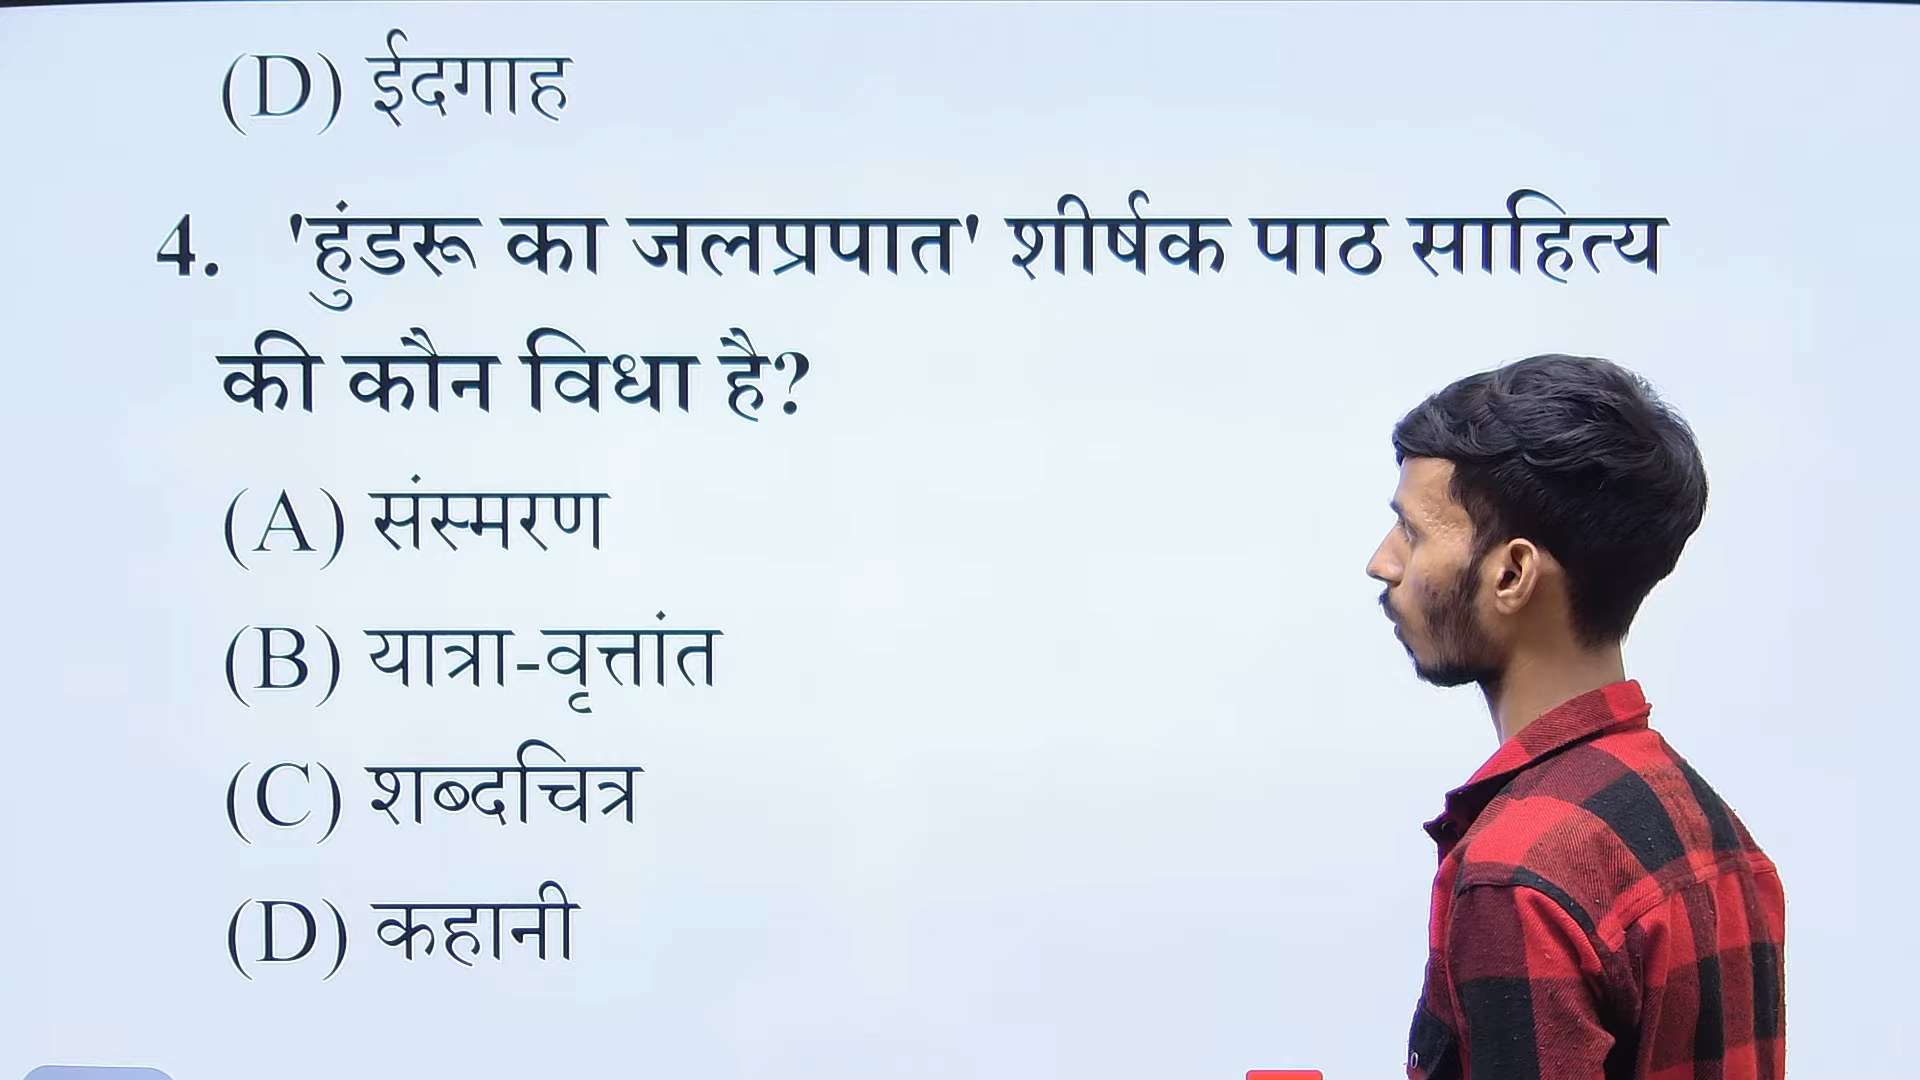 (D) ईदगाह
4. 'हुंडरू का जलप्रपात' शीर्षक पाठ साहित्य
की कौन विधा है?
(A) संस्मरण
(B) यात्रा-वृत्तांत
(C) शब्दचित्र
(D) कहानी